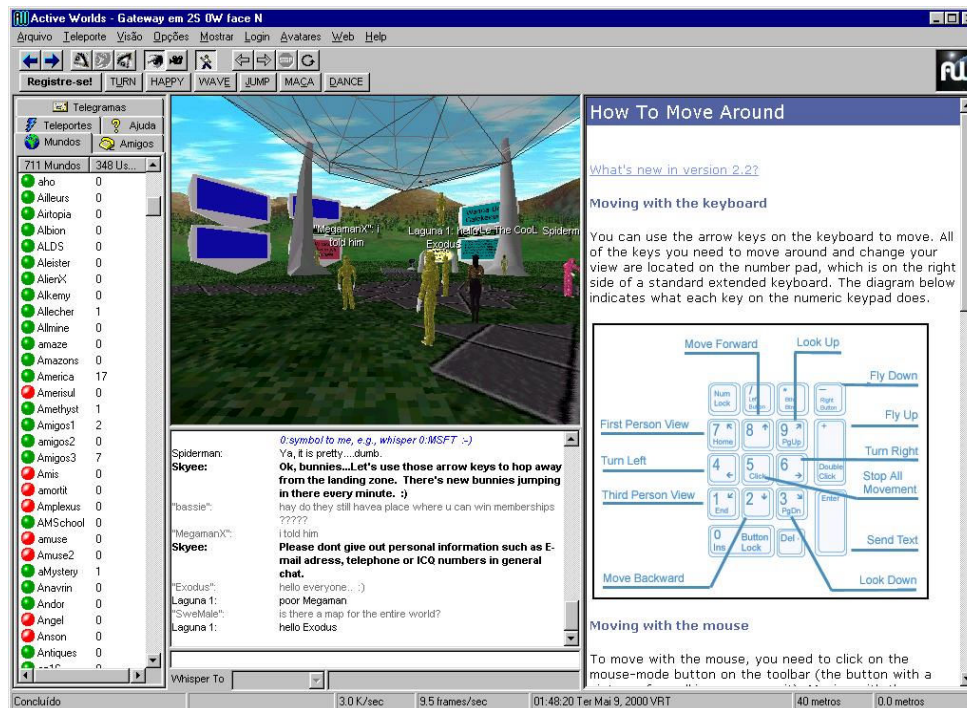 Active Worlds - Gateway em 2S 0W face N
Arquivo Teleporte Visão Opções Mostrar Login Avatares Web Help
Registre-se! TURN HAPPY WAVE JUMP MAÇA DANCE
Telegramas
Teleportes Ajuda
Mundos Amigos
711 Mundos 348 Us...
aho 0
Ailleurs 0
Airtopia 0
Albion 0
ALDS 0
Aleister 0
AlienX 0
Alkemy 0
Allecher 1
Allmine 0
amaze 0
Amazons 0
America 17
Amerisul 0
Amethyst 1
Amigos1 2
amigos2 0
Amigos3 7
Amis 0
amortit 0
Amplexus 0
AMSchool 0
amuse 0
Amuse2 0
aMystery 1
Anavrin 0
Andor 0
Angel 0
Anson 0
Antiques 0
"MegamanX": i
told him
Laguna 1: hello
Exodus
Le The CooL
Spiderm
0:symbol to me, e.g., whisper 0:MSFT :-)
Spiderman: Ya, it is pretty....dumb.
Skyee: Ok, bunnies...Let's use those arrow keys to hop away
from the landing zone. There's new bunnies jumping
in there every minute. :)
"bassie": hay do they still havea place where u can win memberships
?????
"MegamanX": i told him
Skyee: Please dont give out personal information such as E-
mail adress, telephone or ICQ numbers in general
chat.
"Exodus": hello everyone.. :)
Laguna 1: poor Megaman
"SweMale": is there a map for the entire world?
Laguna 1: hello Exodus
Whisper To
How To Move Around
What's new in version 2.2?
Moving with the keyboard
You can use the arrow keys on the keyboard to move. All
of the keys you need to move around and change your
view are located on the number pad, which is on the right
side of a standard extended keyboard. The diagram below
indicates what each key on the numeric keypad does.
Move Forward Look Up
Fly Down
Num
Lock
/
Left
Button
*
-
Right
Button
Fly Up
First Person View
7
Home
8
9
PgUp
+
Turn Right
Turn Left
4
5
Click
6
Double
Click
Stop All
Movement
Third Person View
1
End
2
3
PgDn
Enter
0
Ins
Button
Lock
Del
Send Text
Move Backward Look Down
Moving with the mouse
To move with the mouse, you need to click on the
mouse-mode button on the toolbar (the button with a
Concluído 3.0 K/sec 9.5 frames/sec 01:48:20 Ter Mai 9, 2000 VRT 40 metros 0.0 metros